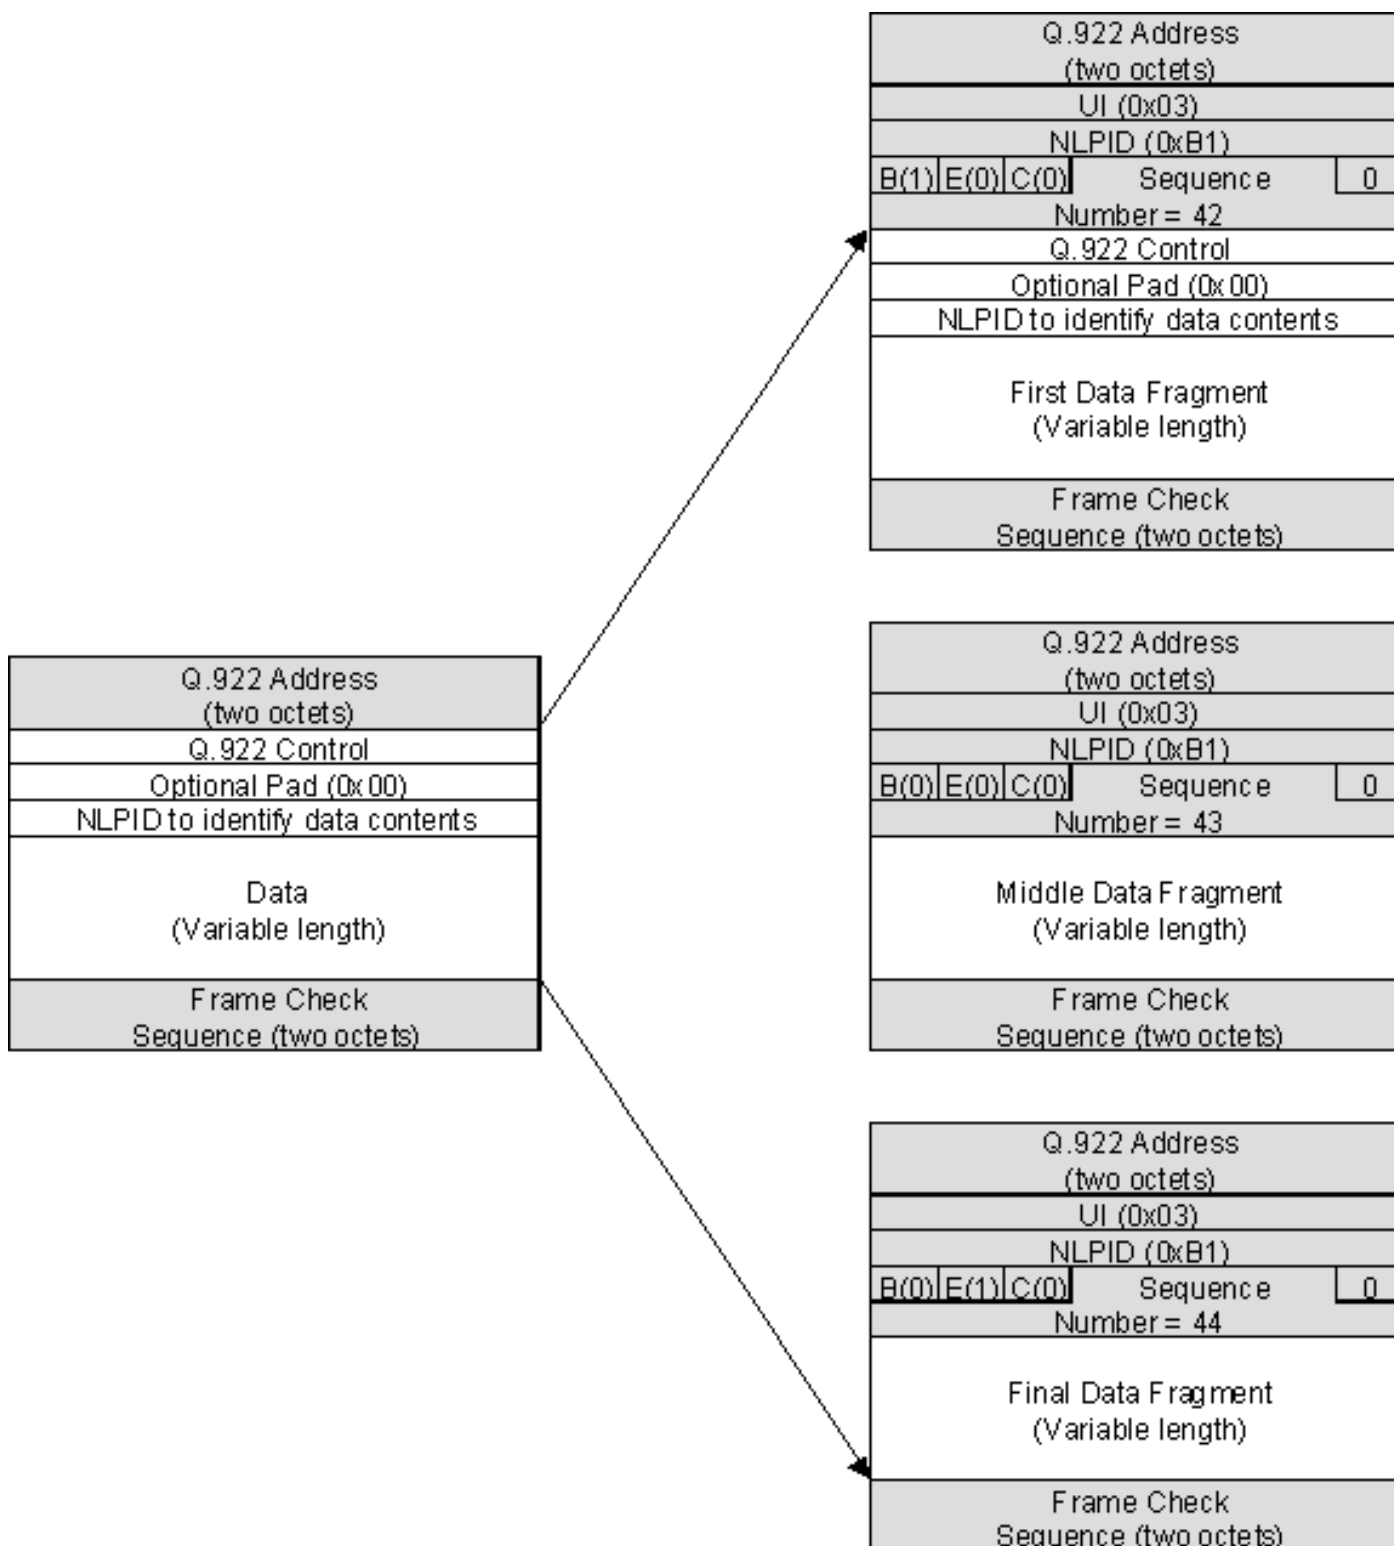 Q.922 Address
(two octets)
Q.922 Control
Optional Pad (0x00)
NLPID to identify data contents
Data
(Variable length)
Frame Check
Sequence (two octets)
Q.922 Address
(two octets)
UI (0x03)
NLPID (0xB1)
B(1) E(0) C(0) Sequence 0
Number = 42
Q.922 Control
Optional Pad (0x00)
NLPID to identify data contents
First Data Fragment
(Variable length)
Frame Check
Sequence (two octets)
Q.922 Address
(two octets)
UI (0x03)
NLPID (0xB1)
B(0) E(0) C(0) Sequence 0
Number = 43
Middle Data Fragment
(Variable length)
Frame Check
Sequence (two octets)
Q.922 Address
(two octets)
UI (0x03)
NLPID (0xB1)
B(0) E(1) C(0) Sequence 0
Number = 44
Final Data Fragment
(Variable length)
Frame Check
Sequence (two octets)